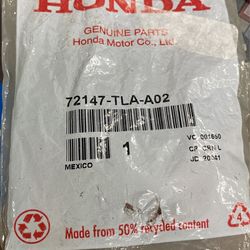 HONDA
GENUINE PARTS
Honda Motor Co., Ltd.
72147-TLA-A02
1
MEXICO
Made from 50% recycled content